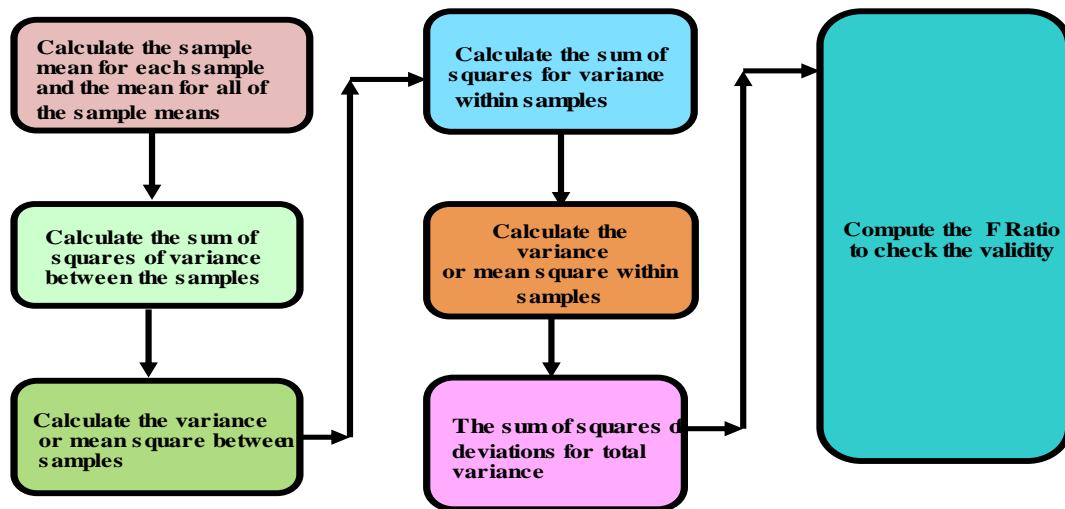 Calculate the sample
mean for each sample
and the mean for all of
the sample means
Calculate the sum of
squares of variance
between the samples
Calculate the variance
or mean square between
samples
Calculate the sum of
squares for variance
within samples
Calculate the
variance
or mean square within
samples
The sum of squares
deviations for total
variance
Compute the F Ratio
to check the validity